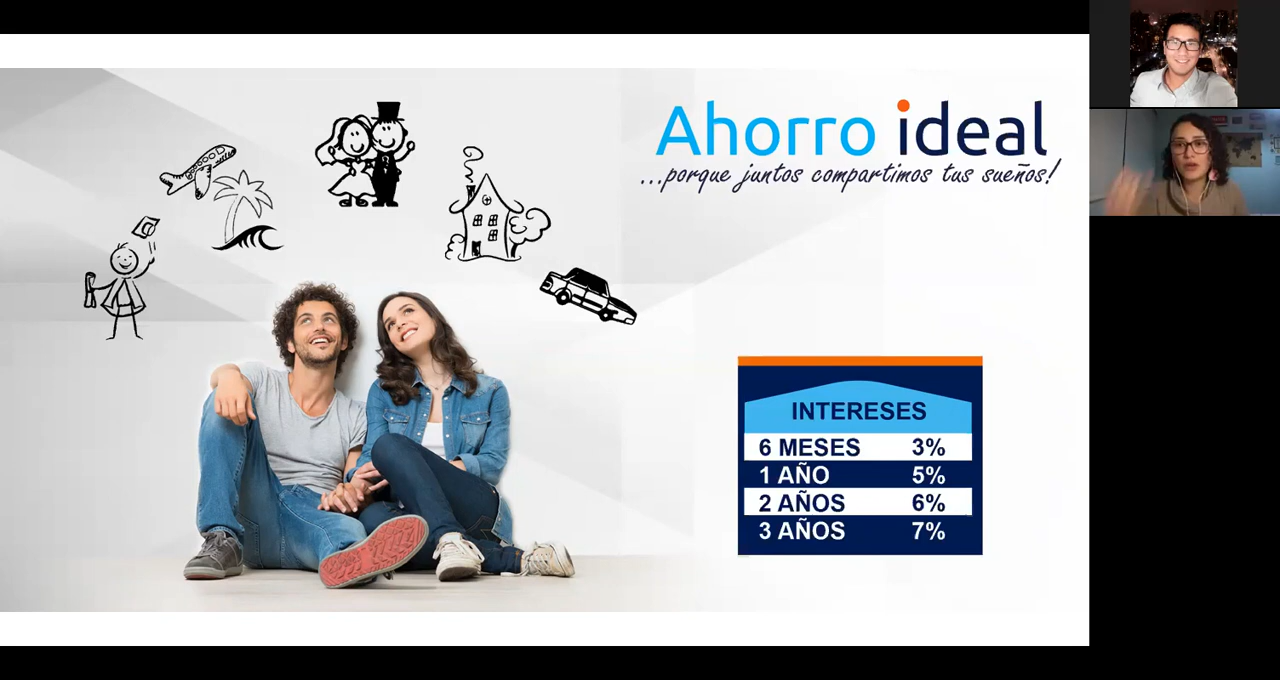 Ahorro ideal
...porque juntos compartimos tus sueños!
INTERESES
6 MESES 3%
1 AÑO 5%
2 AÑOS 6%
3 AÑOS 7%